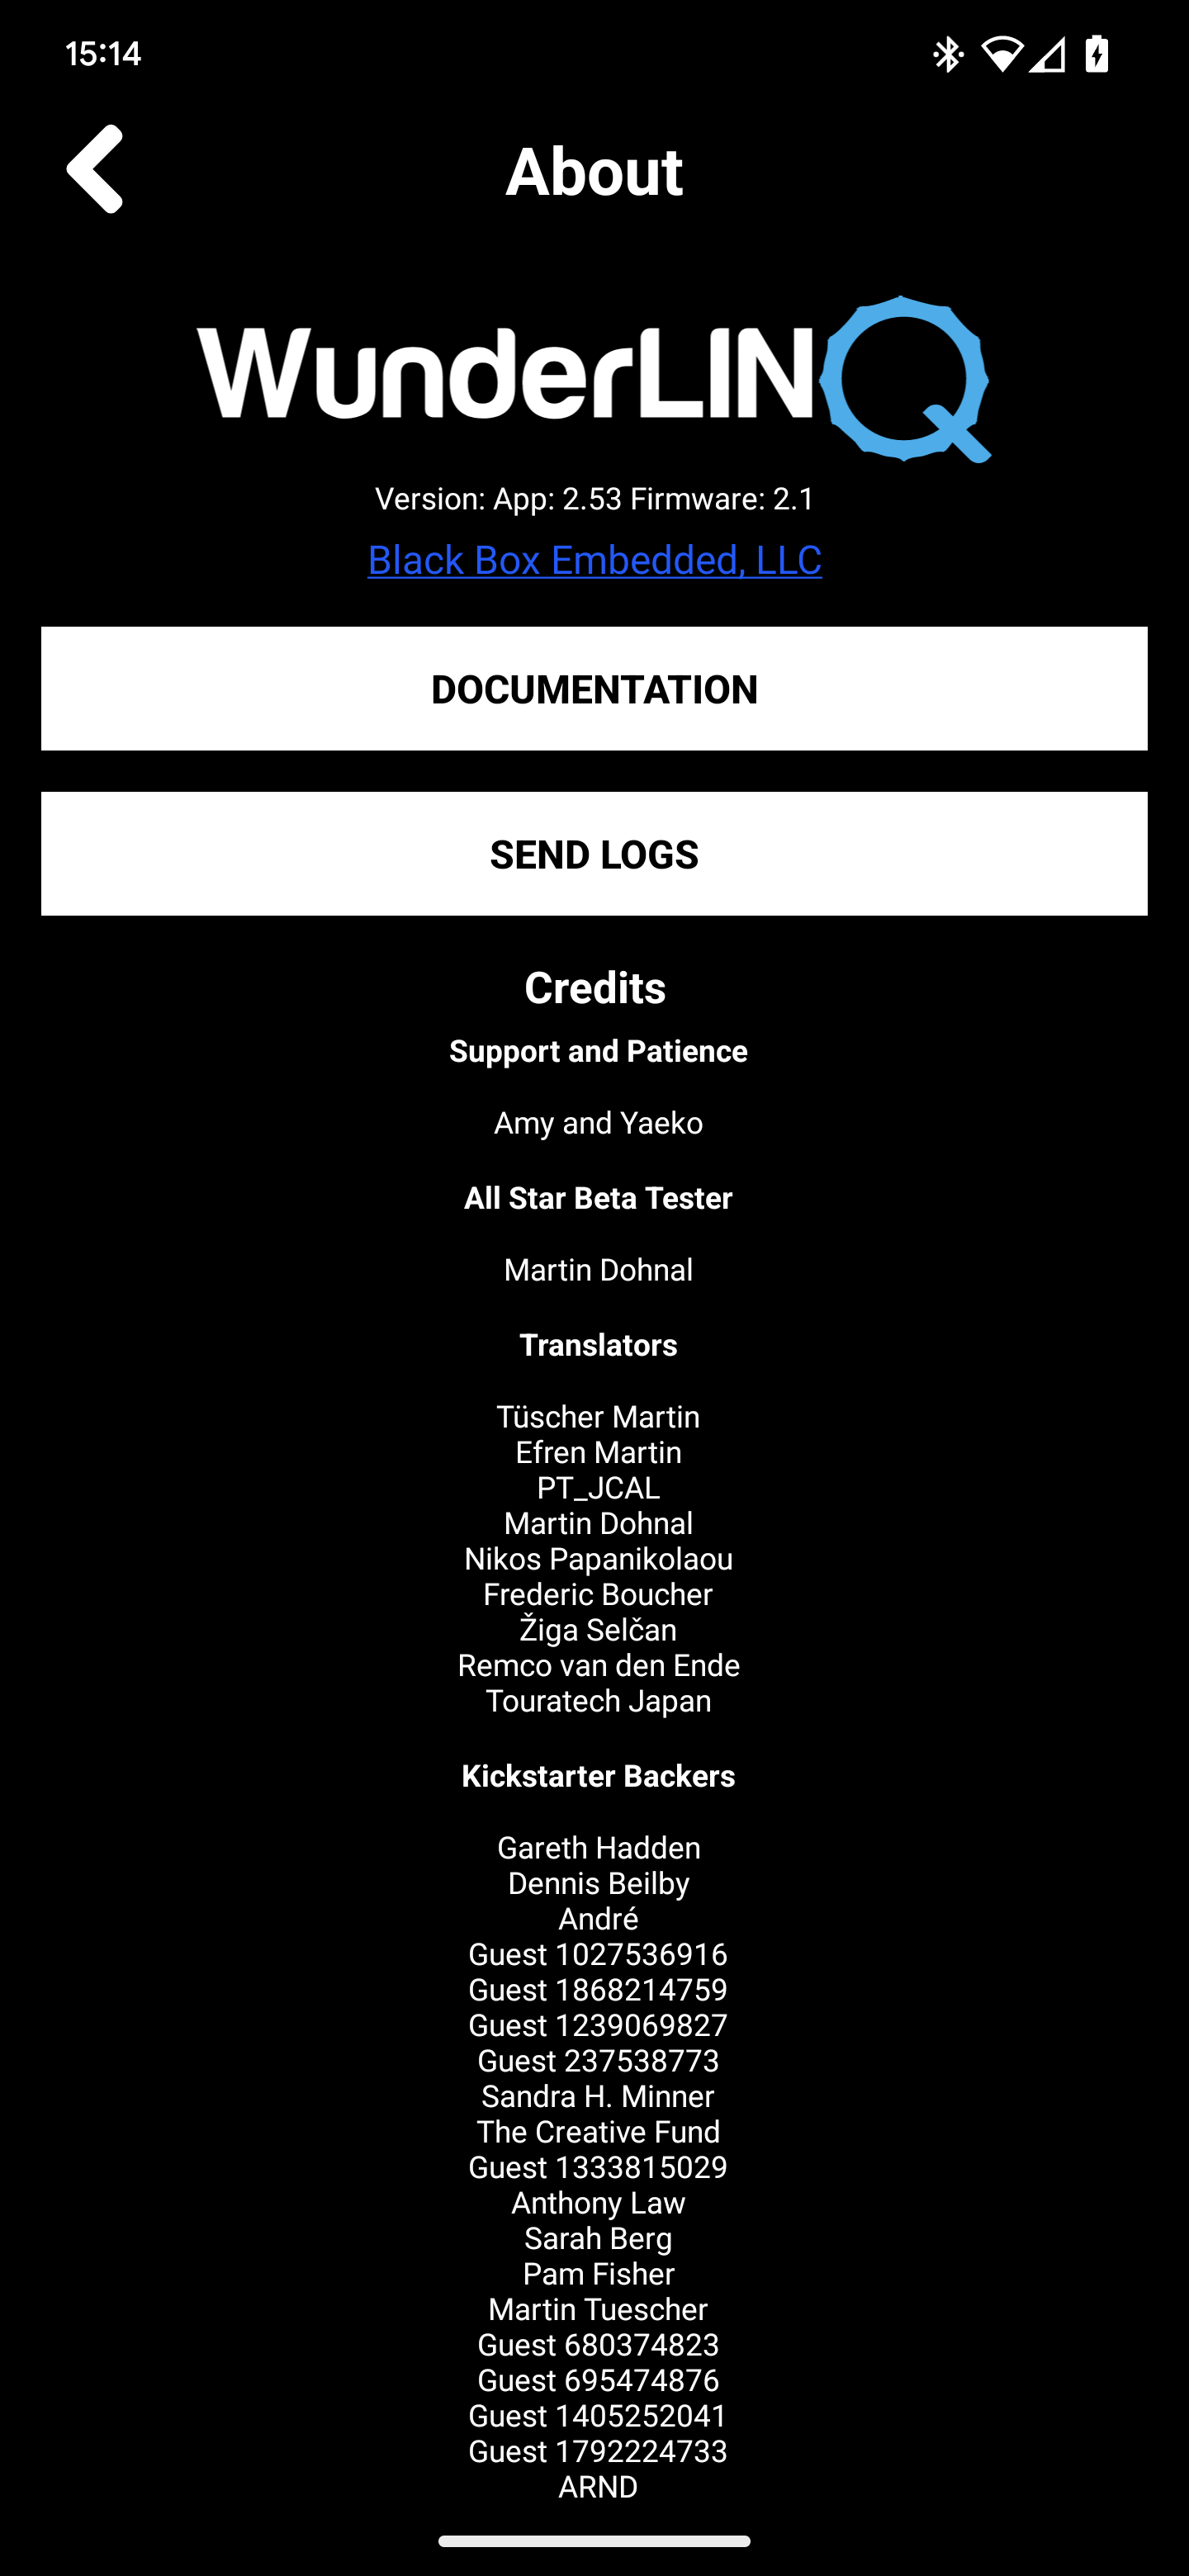 15:14
About
WunderLINQ
Version: App: 2.53 Firmware: 2.1
Black Box Embedded, LLC
DOCUMENTATION
SEND LOGS
Credits
Support and Patience
Amy and Yaeko
All Star Beta Tester
Martin Dohnal
Translators
Tüscher Martin
Efren Martin
PT_JCAL
Martin Dohnal
Nikos Papanikolaou
Frederic Boucher
Žiga Selčan
Remco van den Ende
Touratech Japan
Kickstarter Backers
Gareth Hadden
Dennis Beilby
André
Guest 1027536916
Guest 1868214759
Guest 1239069827
Guest 237538773
Sandra H. Minner
The Creative Fund
Guest 1333815029
Anthony Law
Sarah Berg
Pam Fisher
Martin Tuescher
Guest 680374823
Guest 695474876
Guest 1405252041
Guest 1792224733
ARND